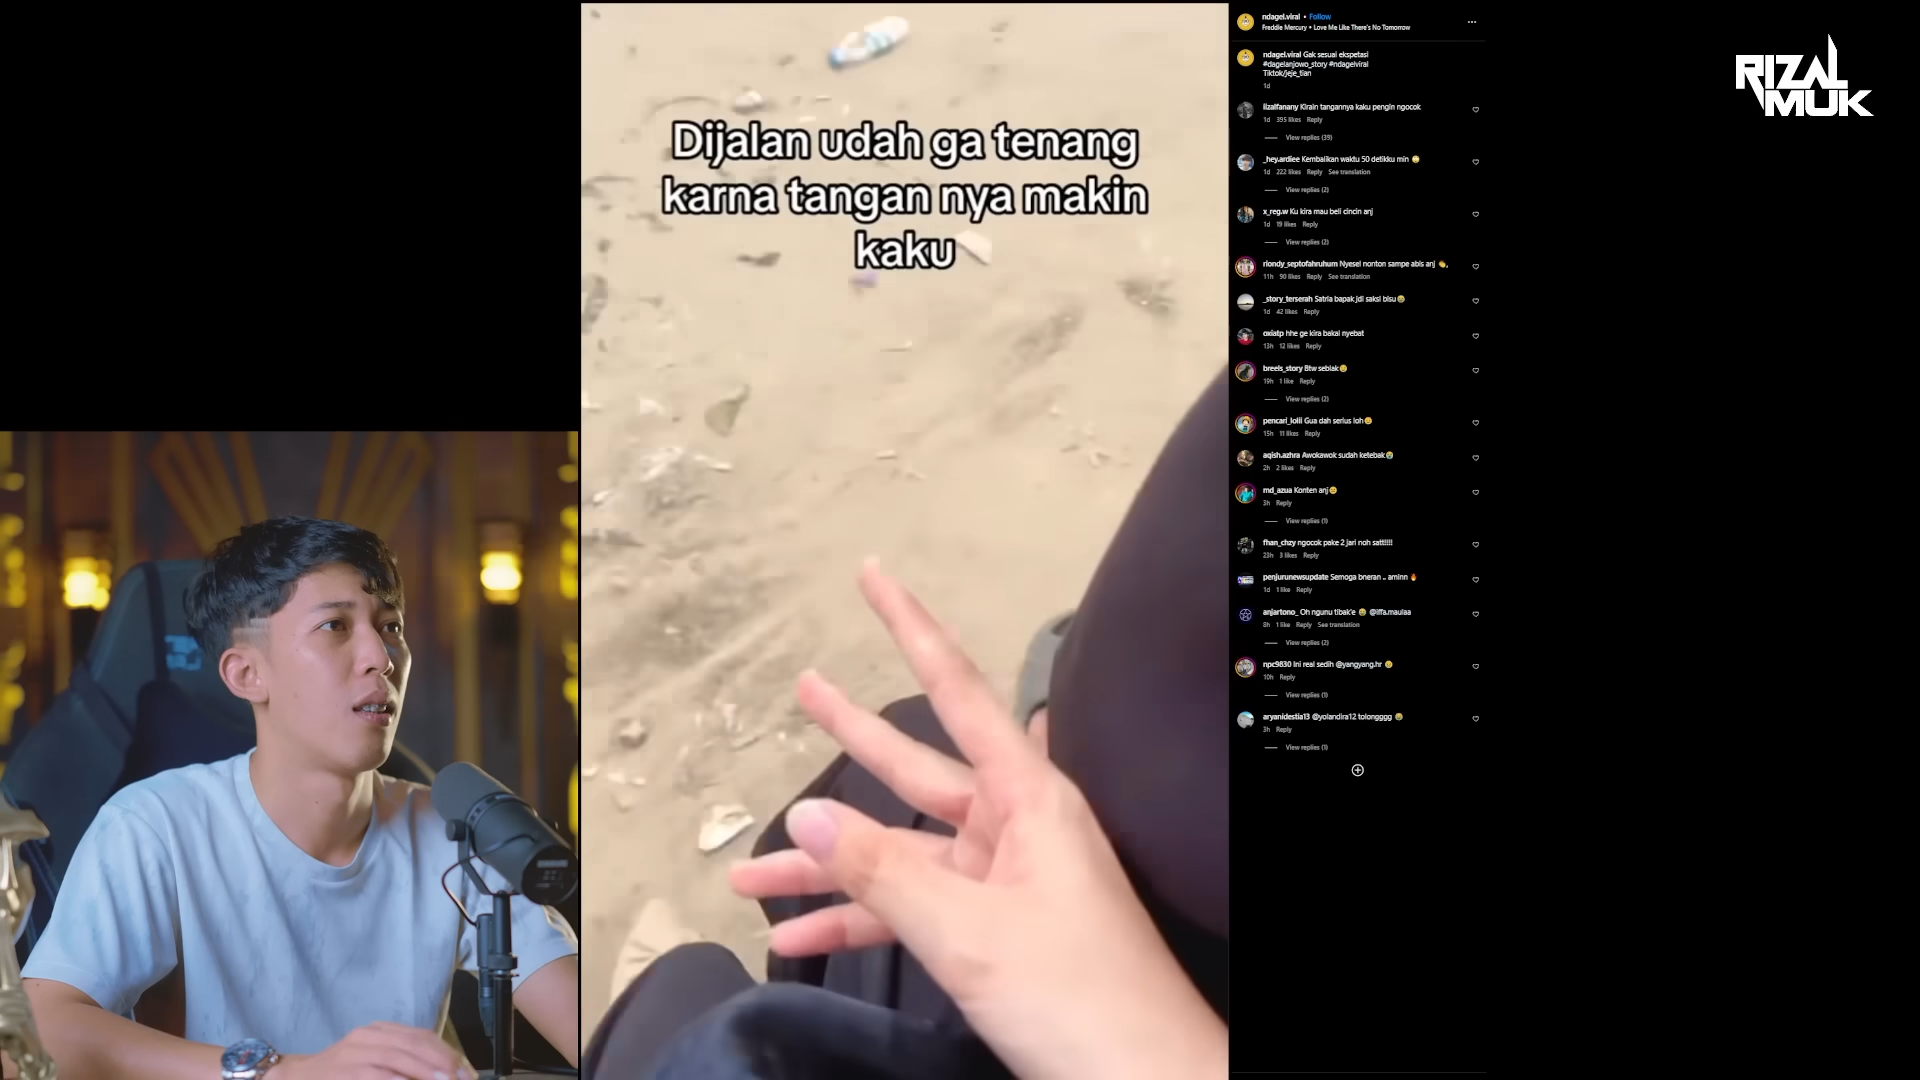 ndagel.viral • Follow
Freddie Mercury • Love Me Like There's No Tomorrow
ndagel.viral Gak sesuai ekspetasi
#dagelanjowo_story #ndagelviral
Tiktok/jeje_tian
1d
lizalfanany Kirain tangannya kaku pengin ngocok
1d 395 likes Reply
View replies (39)
_hey.ardiee Kembalikan waktu 50 detikku min
1d 222 likes Reply See translation
View replies (2)
x_reg.w Ku kira mau beli cincin anj
1d 19 likes Reply
View replies (2)
riondy_septofahruhum Nyesel nonton sampe abis anj
11h 90 likes Reply See translation
_story_terserah Satria bapak jdi saksi bisu
1d 42 likes Reply
oxiatp hhe ge kira bakal nyebat
13h 12 likes Reply
breels_story Btw seblak
19h 1 like Reply
View replies (2)
pencari_lolii Gua dah serius loh
15h 11 likes Reply
aqish.azhra Awokawok sudah ketebak
2h 2 likes Reply
md_azua Konten anj
3h Reply
View replies (1)
fhan_chzy ngocok pake 2 jari noh satt!!!!
23h 3 likes Reply
penjurunewsupdate Semoga bneran .. aminn
1d 1 like Reply
anjartono_ Oh ngunu tibak'e @iffa.maulaa
8h 1 like Reply See translation
View replies (2)
npc9830 Ini real sedih @yangyang.hr
10h Reply
View replies (1)
aryanidestia13 @yolandira12 tolongggg
3h Reply
View replies (1)
Dijalan udah ga tenang
karna tangan nya makin
kaku
RIZAL
MUK